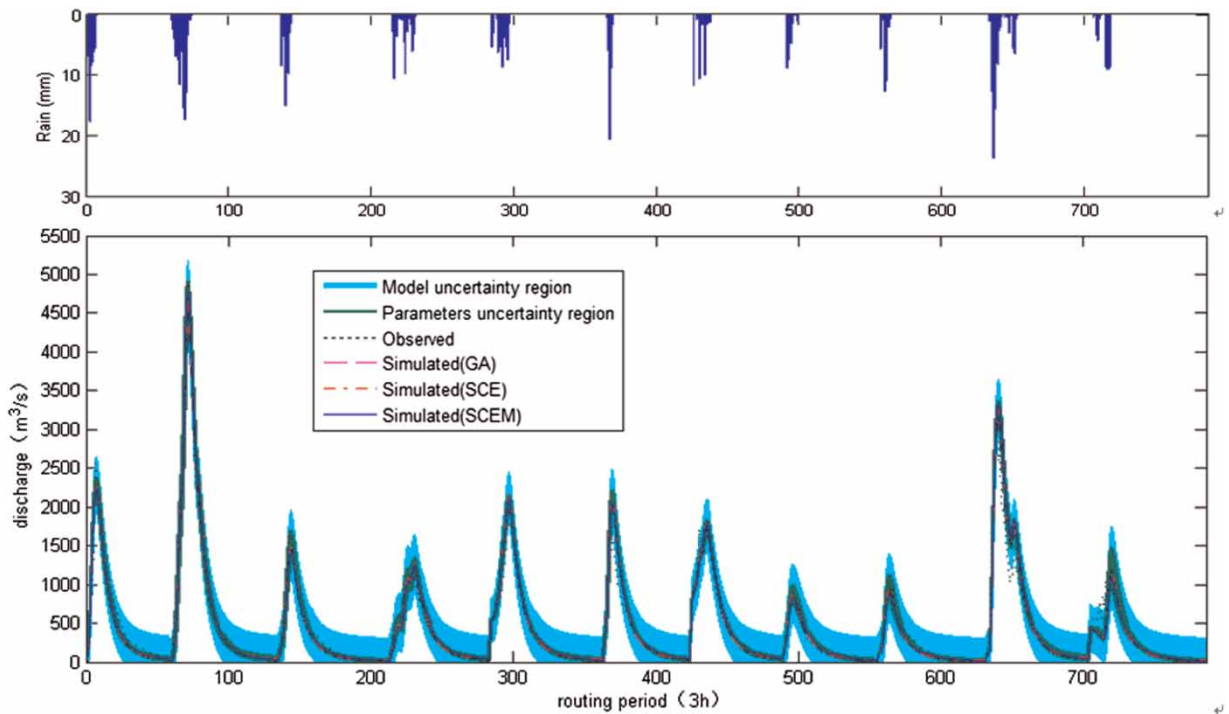 0
10
20
30
Rain (mm)
0 100 200 300 400 500 600 700
5500
5000
4500
4000
3500
3000
2500
2000
1500
1000
500
0
discharge（m³/s）
Model uncertainty region
Parameters uncertainty region
Observed
Simulated(GA)
Simulated(SCE)
Simulated(SCEM)
0 100 200 300 400 500 600 700
routing period（3h）